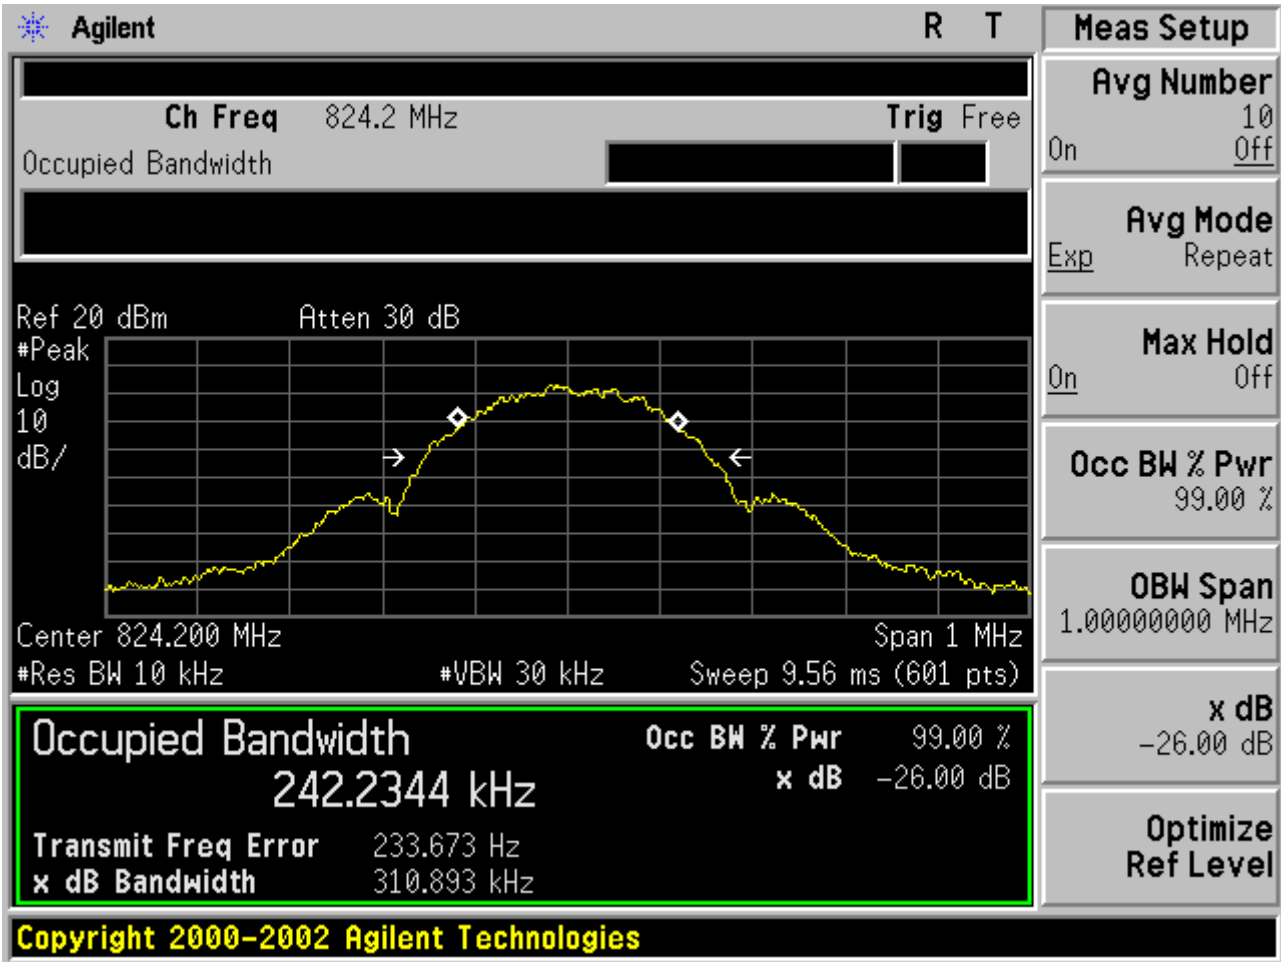 Agilent R T
Ch Freq 824.2 MHz Trig Free
Occupied Bandwidth
Ref 20 dBm Atten 30 dB
#Peak
Log
10
dB/
Center 824.200 MHz Span 1 MHz
#Res BW 10 kHz #VBW 30 kHz Sweep 9.56 ms (601 pts)
Occupied Bandwidth
242.2344 kHz
Occ BW % Pwr 99.00 %
x dB -26.00 dB
Transmit Freq Error 233.673 Hz
x dB Bandwidth 310.893 kHz
Copyright 2000-2002 Agilent Technologies
Meas Setup
Avg Number
10
On Off
Avg Mode
Exp Repeat
Max Hold
On Off
Occ BW % Pwr
99.00 %
OBW Span
1.00000000 MHz
x dB
-26.00 dB
Optimize
Ref Level